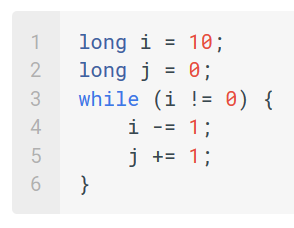 1 long i = 10;
2 long j = 0;
3 while (i != 0) {
4     i -= 1;
5     j += 1;
6 }